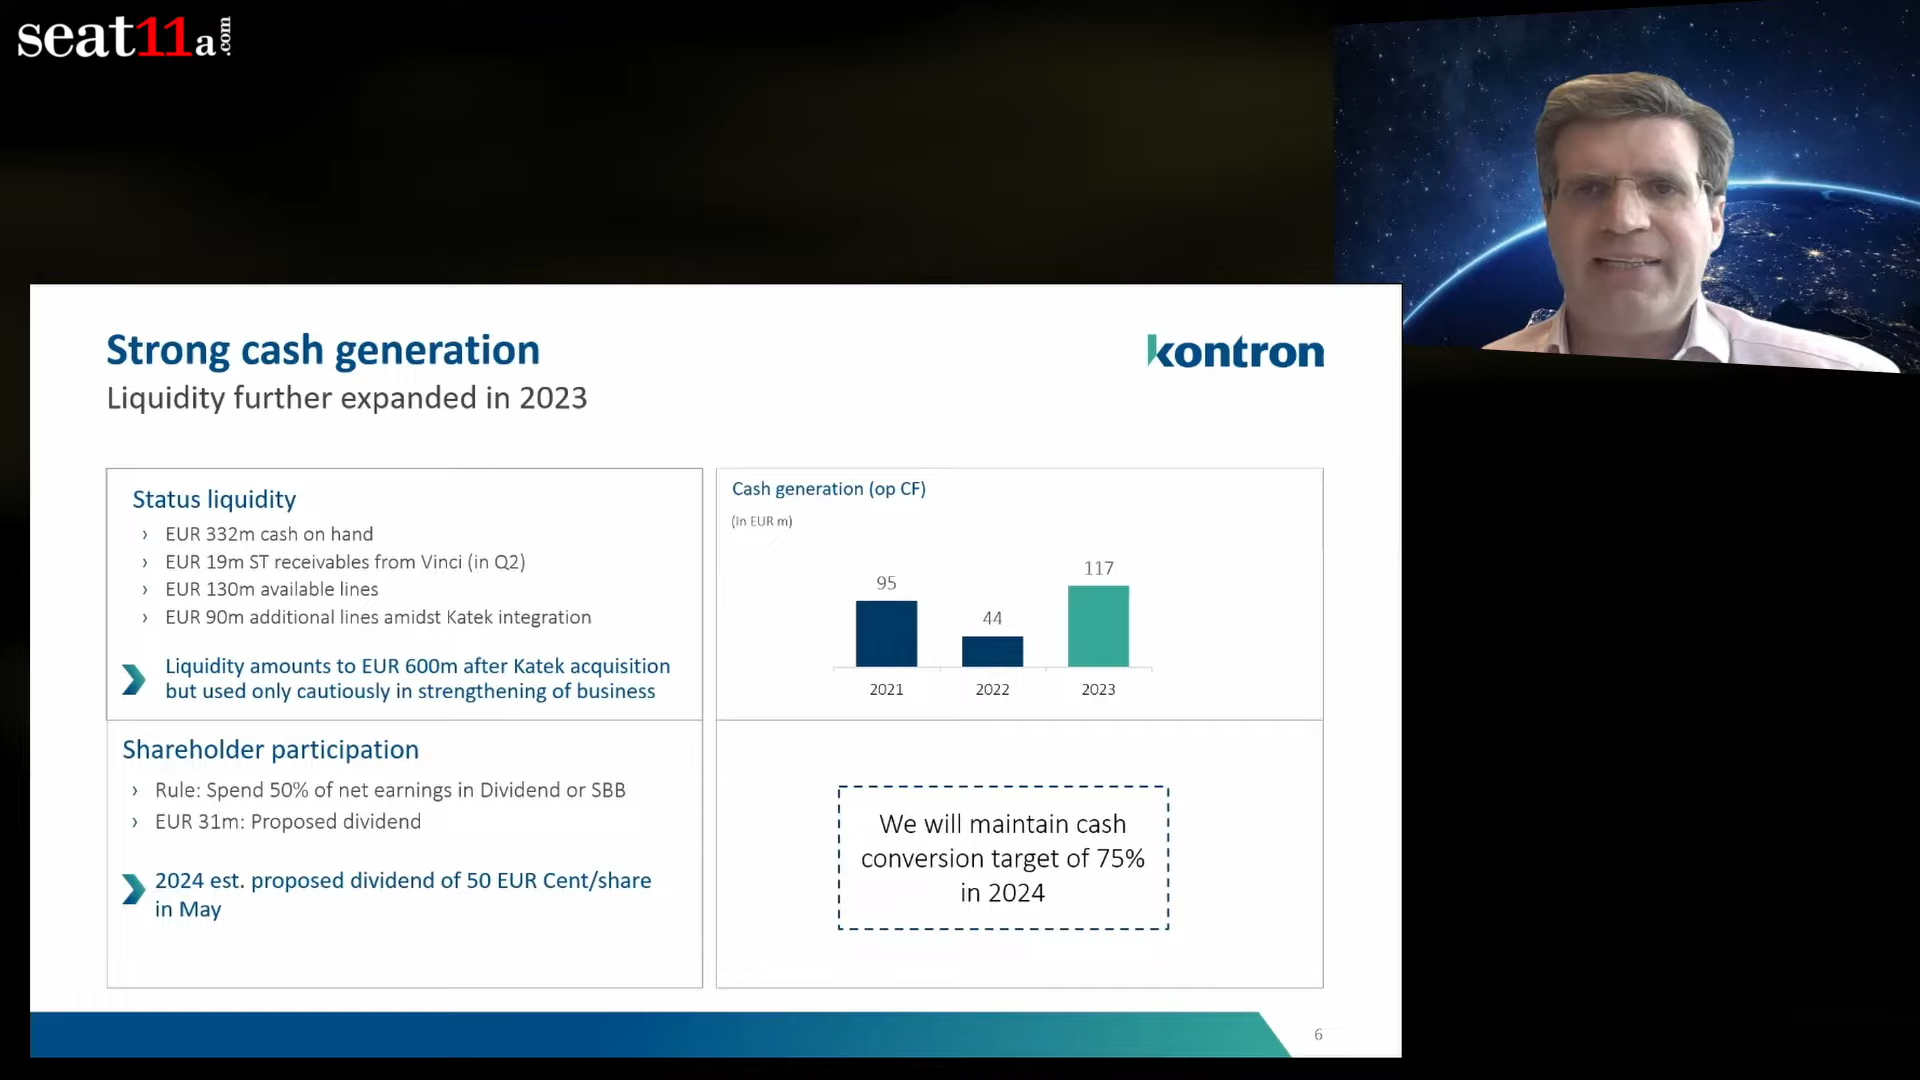 seat11a.com
Strong cash generation
kontron
Liquidity further expanded in 2023
Status liquidity
› EUR 332m cash on hand
› EUR 19m ST receivables from Vinci (in Q2)
› EUR 130m available lines
› EUR 90m additional lines amidst Katek integration
Liquidity amounts to EUR 600m after Katek acquisition
but used only cautiously in strengthening of business
Cash generation (op CF)
(In EUR m)
95
44
117
2021
2022
2023
Shareholder participation
› Rule: Spend 50% of net earnings in Dividend or SBB
› EUR 31m: Proposed dividend
2024 est. proposed dividend of 50 EUR Cent/share
in May
We will maintain cash
conversion target of 75%
in 2024
6